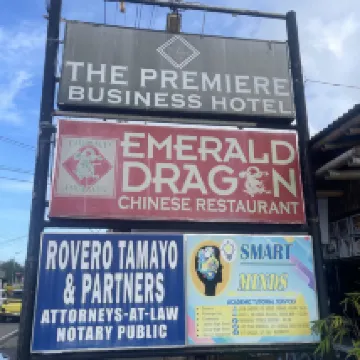 THE PREMIERE
BUSINESS HOTEL
EMERALD
DRAGON
CHINESE RESTAURANT
ROVERO TAMAYO
& PARTNERS
ATTORNEYS-AT-LAW
NOTARY PUBLIC
SMART
MINDS
ACADEMIC TUTORIAL SERVICES